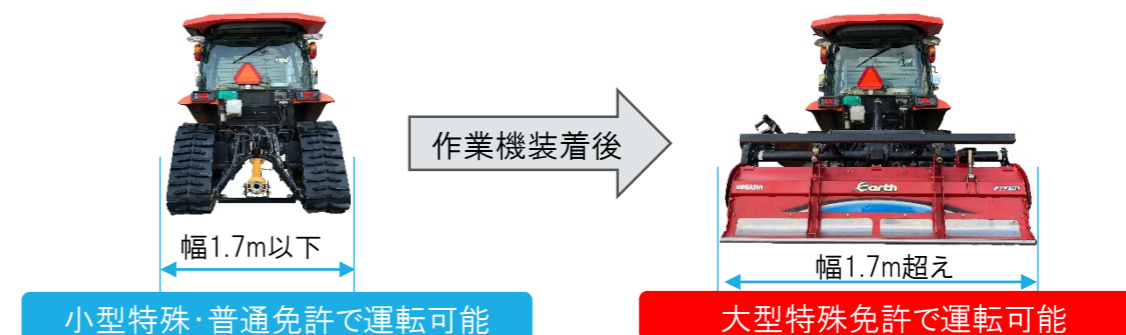 作業機装着後
Earth
幅1.7m以下
幅1.7m超え
小型特殊・普通免許で運転可能
大型特殊免許で運転可能